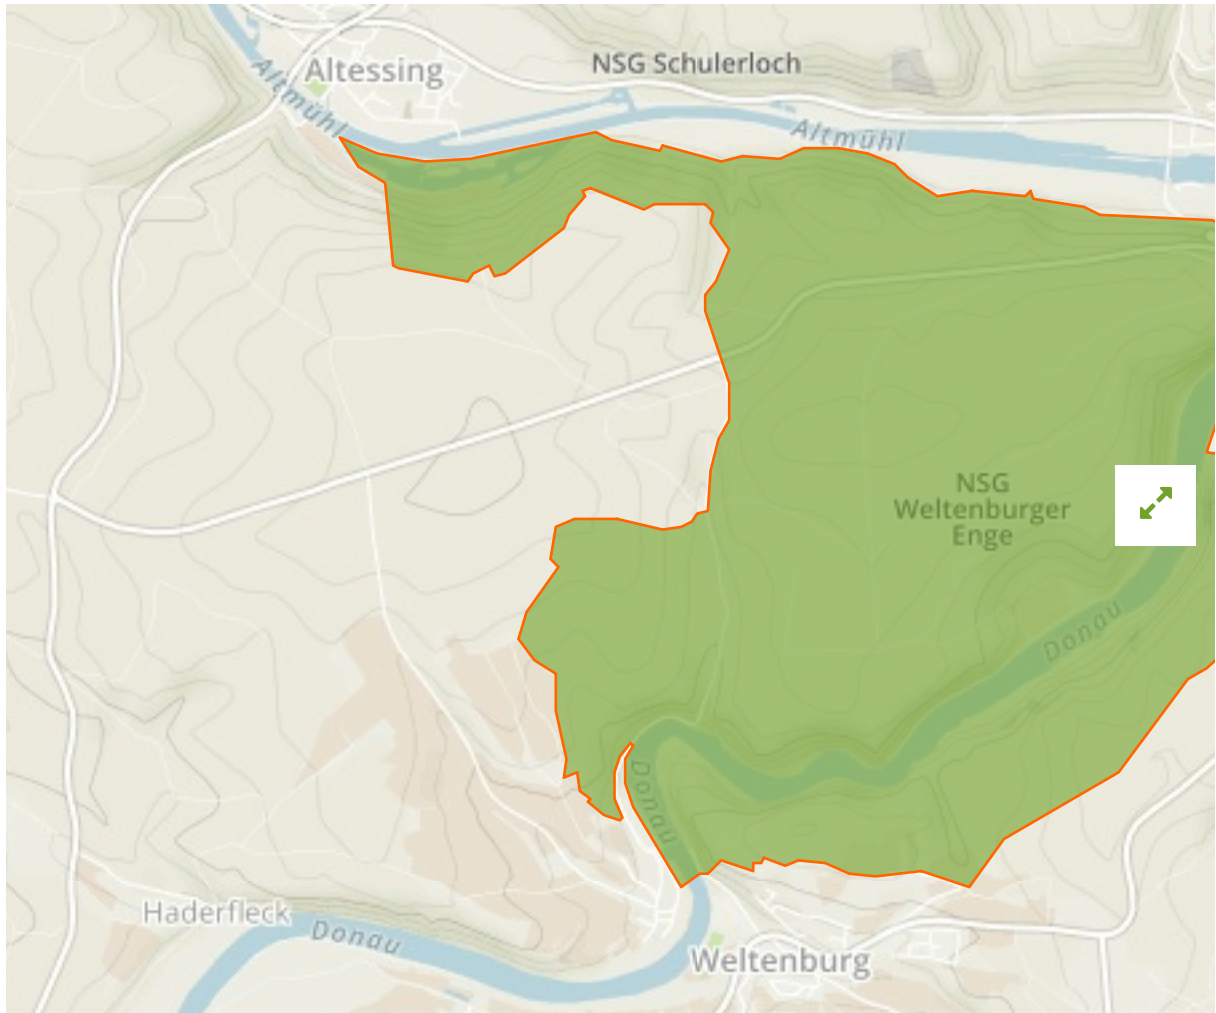 NSG Schulerloch
Altessing
Altmühl
Altmühl
NSG
Weltenburger
Enge
Donau
Donau
Haderfleck
Donau
Weltenburg